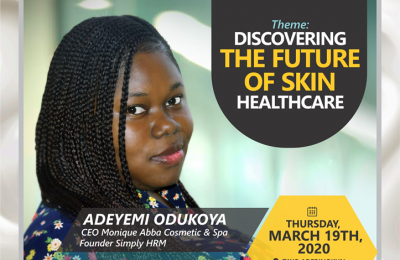 Theme:
DISCOVERING
THE FUTURE
OF SKIN
HEALTHCARE
ADEYEMI ODUKOYA
CEO Monique Abba Cosmetic & Spa
Founder Simply HRM
THURSDAY,
MARCH 19TH,
2020